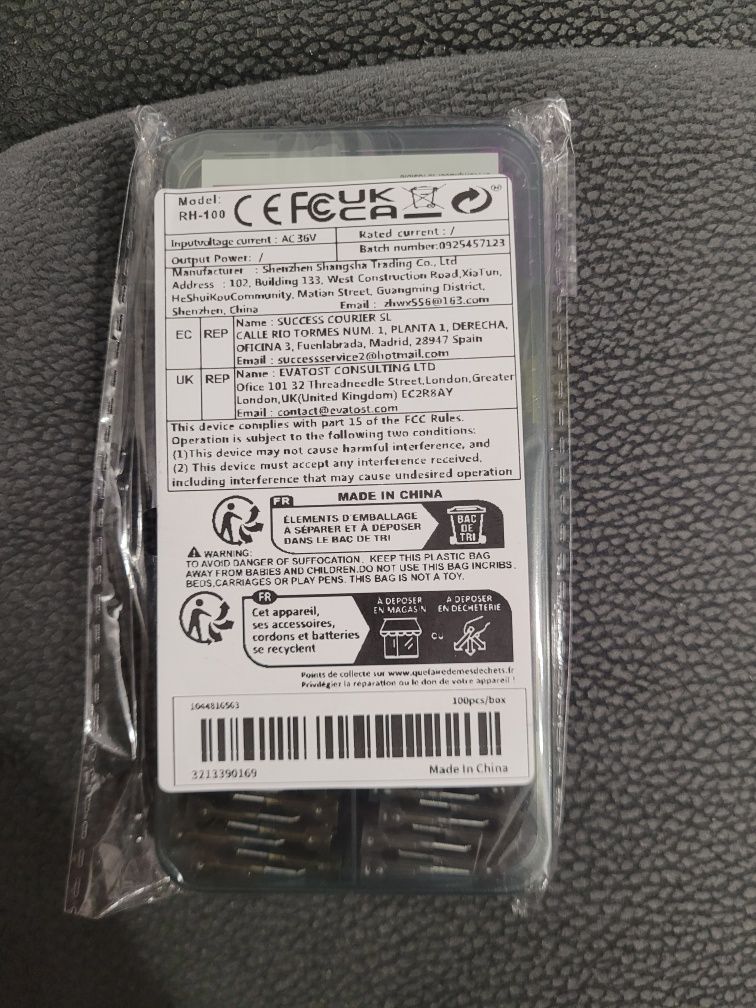 Model:
RH-100
CE FC UK CA
Inputvoltage current : AC 36V
Rated current : /
Output Power: /
Batch number:0925457123
Manufacturer : Shenzhen Shangsha Trading Co., Ltd
Address : 102, Building 133, West Construction Road,XiaTun,
HeShuiKouCommunity, Matian Street, Guangming District,
Shenzhen, China Email : zhwx556@163.com
EC REP
Name : SUCCESS COURIER SL
CALLE RIO TORMES NUM. 1, PLANTA 1, DERECHA,
OFICINA 3, Fuenlabrada, Madrid, 28947 Spain
Email : successservice2@hotmail.com
UK REP
Name : EVATOST CONSULTING LTD
Ofice 101 32 Threadneedle Street,London,Greater
London,UK(United Kingdom) EC2R8AY
Email : contact@evatost.com
This device complies with part 15 of the FCC Rules.
Operation is subject to the following two conditions:
(1)This device may not cause harmful interference, and
(2) This device must accept any interference received,
including interference that may cause undesired operation
FR MADE IN CHINA
ÉLEMENTS D'EMBALLAGE
A SÉPARER ET À DEPOSER
DANS LE BAC DE TRI
BAC
DE
TRI
WARNING:
TO AVOID DANGER OF SUFFOCATION. KEEP THIS PLASTIC BAG
AWAY FROM BABIES AND CHILDREN.DO NOT USE THIS BAG INCRIBS.
BEDS,CARRIAGES OR PLAY PENS. THIS BAG IS NOT A TOY.
FR
Cet appareil,
ses accessoires,
cordons et batteries
se recyclent
À DEPOSER
EN MAGASIN
OU
A DEPOSER
EN DECHETERIE
Points de collecte sur www.quefairedemesdechets.fr
Privilégiez la reparation ou le don de votre appareil !
1044816563
100pcs/box
3213390169
Made In China